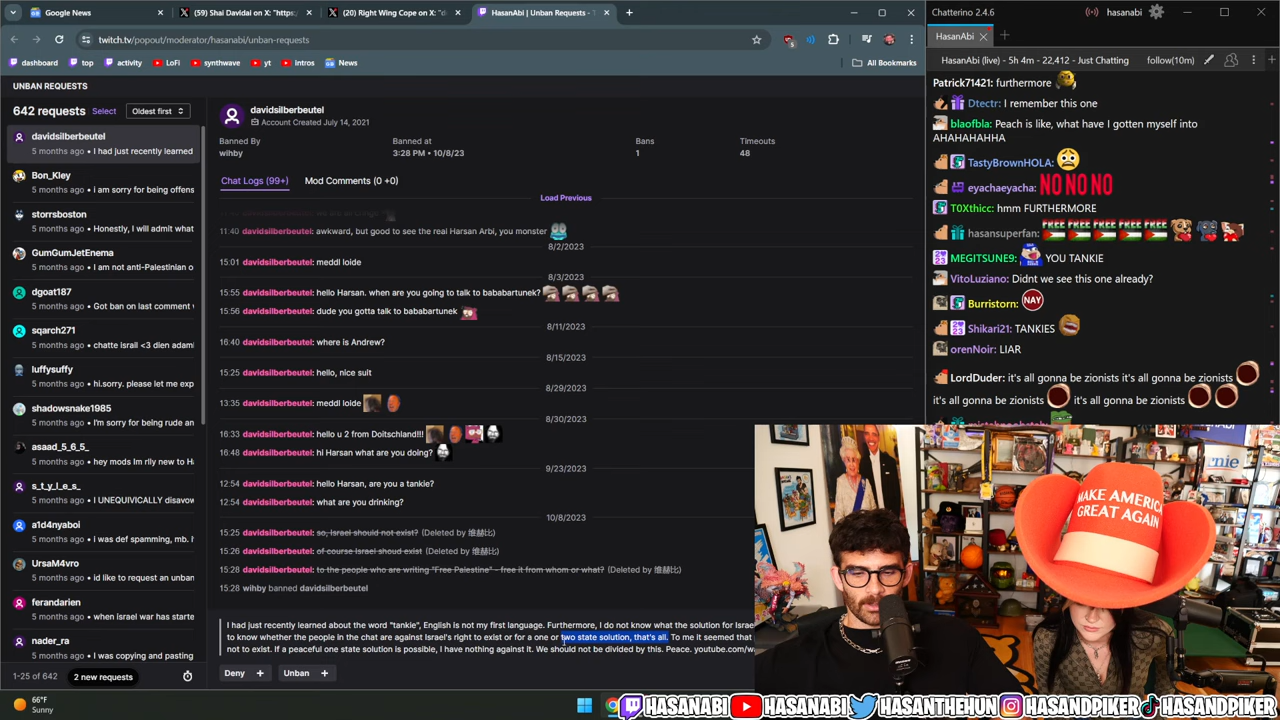 Google News
(59) Shai Davidai on X: "https:
(20) Right Wing Cope on X: "d
HasanAbi | Unban Requests - T
twitch.tv/popout/moderator/hasanabi/unban-requests
dashboard top activity LoFi synthwave yt intros News All Bookmarks
UNBAN REQUESTS
642 requests Select Oldest first
davidsilberbeutel
5 months ago • I had just recently learned
Bon_Kley
5 months ago • i am sorry for being offens
storrsboston
5 months ago • Honestly, I will admit what
GumGumJetEnema
5 months ago • I am not anti-Palestinian o
dgoat187
5 months ago • Got ban on last comment
sqarch271
5 months ago • chatte israil <3 dien adami
luffysuffy
5 months ago • hi.sorry. please let me exp
shadowsnake1985
5 months ago • I'm sorry for being rude an
asaad_5_6_5_
5 months ago • hey mods Im rlly new to H
s_t_y_l_e_s_
5 months ago • I UNEQUIVICALLY disavow
a1d4nyaboi
5 months ago • I was def spamming, mb. I
UrsaM4vro
5 months ago • id like to request an unban
ferandarien
5 months ago • when israel war has starte
nader_ra
5 months ago • I was copying and pasting
1-25 of 642 2 new requests
davidsilberbeutel
Account Created July 14, 2021
Banned By Banned at Bans Timeouts
wihby 3:28 PM • 10/8/23 1 48
Chat Logs (99+) Mod Comments (0 +0)
Load Previous
11:40 davidsilberbeutel: awkward, but good to see the real Harsan Arbi, you monster
8/2/2023
15:01 davidsilberbeutel: meddl loide
8/3/2023
15:55 davidsilberbeutel: hello Harsan. when are you going to talk to bababartunek?
15:56 davidsilberbeutel: dude you gotta talk to bababartunek
8/11/2023
16:40 davidsilberbeutel: where is Andrew?
8/15/2023
15:25 davidsilberbeutel: hello, nice suit
8/29/2023
13:35 davidsilberbeutel: meddl loide
8/30/2023
16:33 davidsilberbeutel: hello u 2 from Doitschland!!!
16:48 davidsilberbeutel: hi Harsan what are you doing?
9/23/2023
12:54 davidsilberbeutel: hello Harsan, are you a tankie?
12:54 davidsilberbeutel: what are you drinking?
10/8/2023
15:25 davidsilberbeutel: so, Israel should not exist? (Deleted by 维赫比)
15:26 davidsilberbeutel: of course Israel shoud exist (Deleted by 维赫比)
15:28 davidsilberbeutel: to the people who are writing "Free Palestine" - free it from whom or what? (Deleted by 维赫比)
15:28 wihby banned davidsilberbeutel
I had just recently learned about the word "tankie", English is not my first language. Furthermore, I do not know what the solution for Israe
to know whether the people in the chat are against Israel's right to exist or for a one or two state solution, that's all. To me it seemed that
not to exist. If a peaceful one state solution is possible, I have nothing against it. We should not be divided by this. Peace. youtube.com/w
Deny + Unban +
66°F
Sunny
Chatterino 2.4.6 hasanabi
HasanAbi
HasanAbi (live) - 5h 4m - 22,412 - Just Chatting follow(10m)
Patrick71421: furthermore
Dtectr: I remember this one
blaofbla: Peach is like, what have I gotten myself into
AHAHAHAHHA
TastyBrownHOLA:
eyachaeyacha: NO NO NO
T0Xthicc: hmm FURTHERMORE
hasansuperfan: FREE FREE FREE FREE FREE
MEGITSUNE9: YOU TANKIE
VitoLuziano: Didnt we see this one already?
Burristorn: NAY
Shikari21: TANKIES
orenNoir: LIAR
LordDuder: it's all gonna be zionists it's all gonna be zionists
it's all gonna be zionists it's all gonna be zionists
MAKE AMERICA
GREAT AGAIN
HASANABI HASANABI HASANTHEHUN HASANDPIKER HASANDPIKER